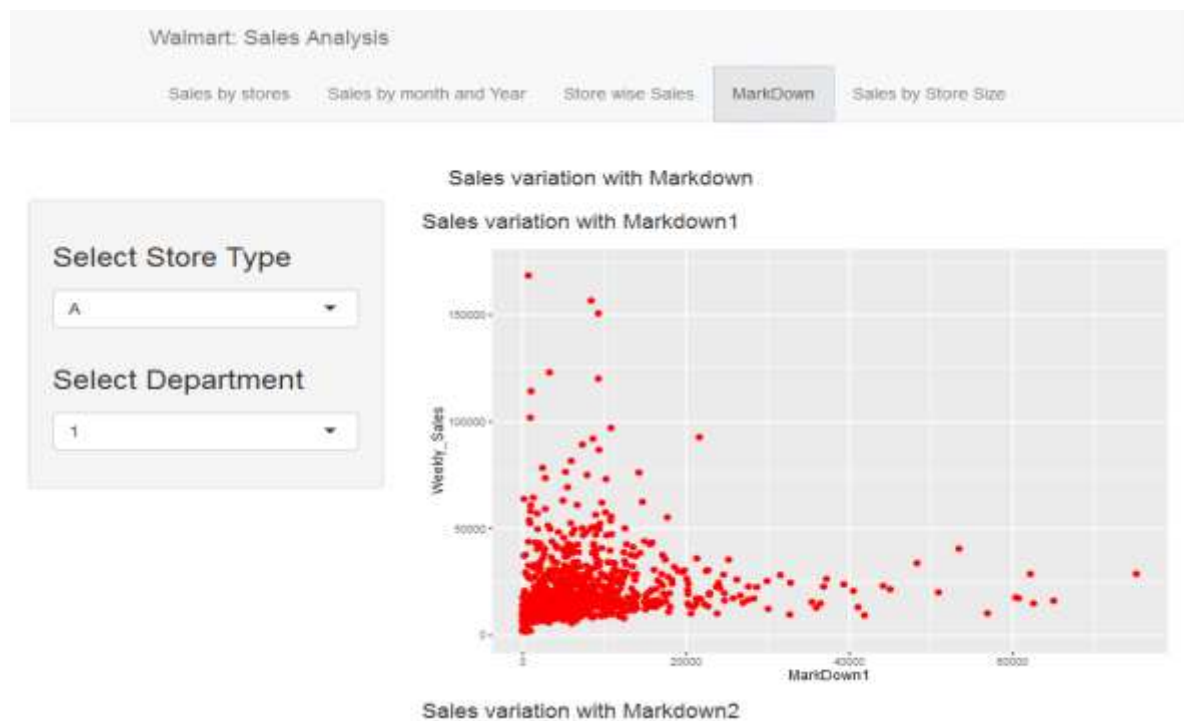 Walmart: Sales Analysis
Sales by stores Sales by month and Year Store wise Sales MarkDown Sales by Store Size
Sales variation with Markdown
Sales variation with Markdown1
Select Store Type
A
Select Department
1
150000
100000
50000
0
Weekly_Sales
0 20000 40000 60000
MarkDown1
Sales variation with Markdown2